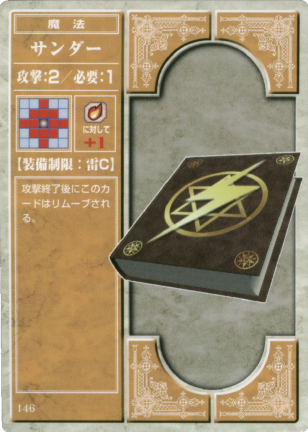 魔法
サンダー
攻撃:2/必要:1
に対して
+1
【装備制限：雷C】
攻撃終了後にこのカ
ードはリムーブされ
る。
146